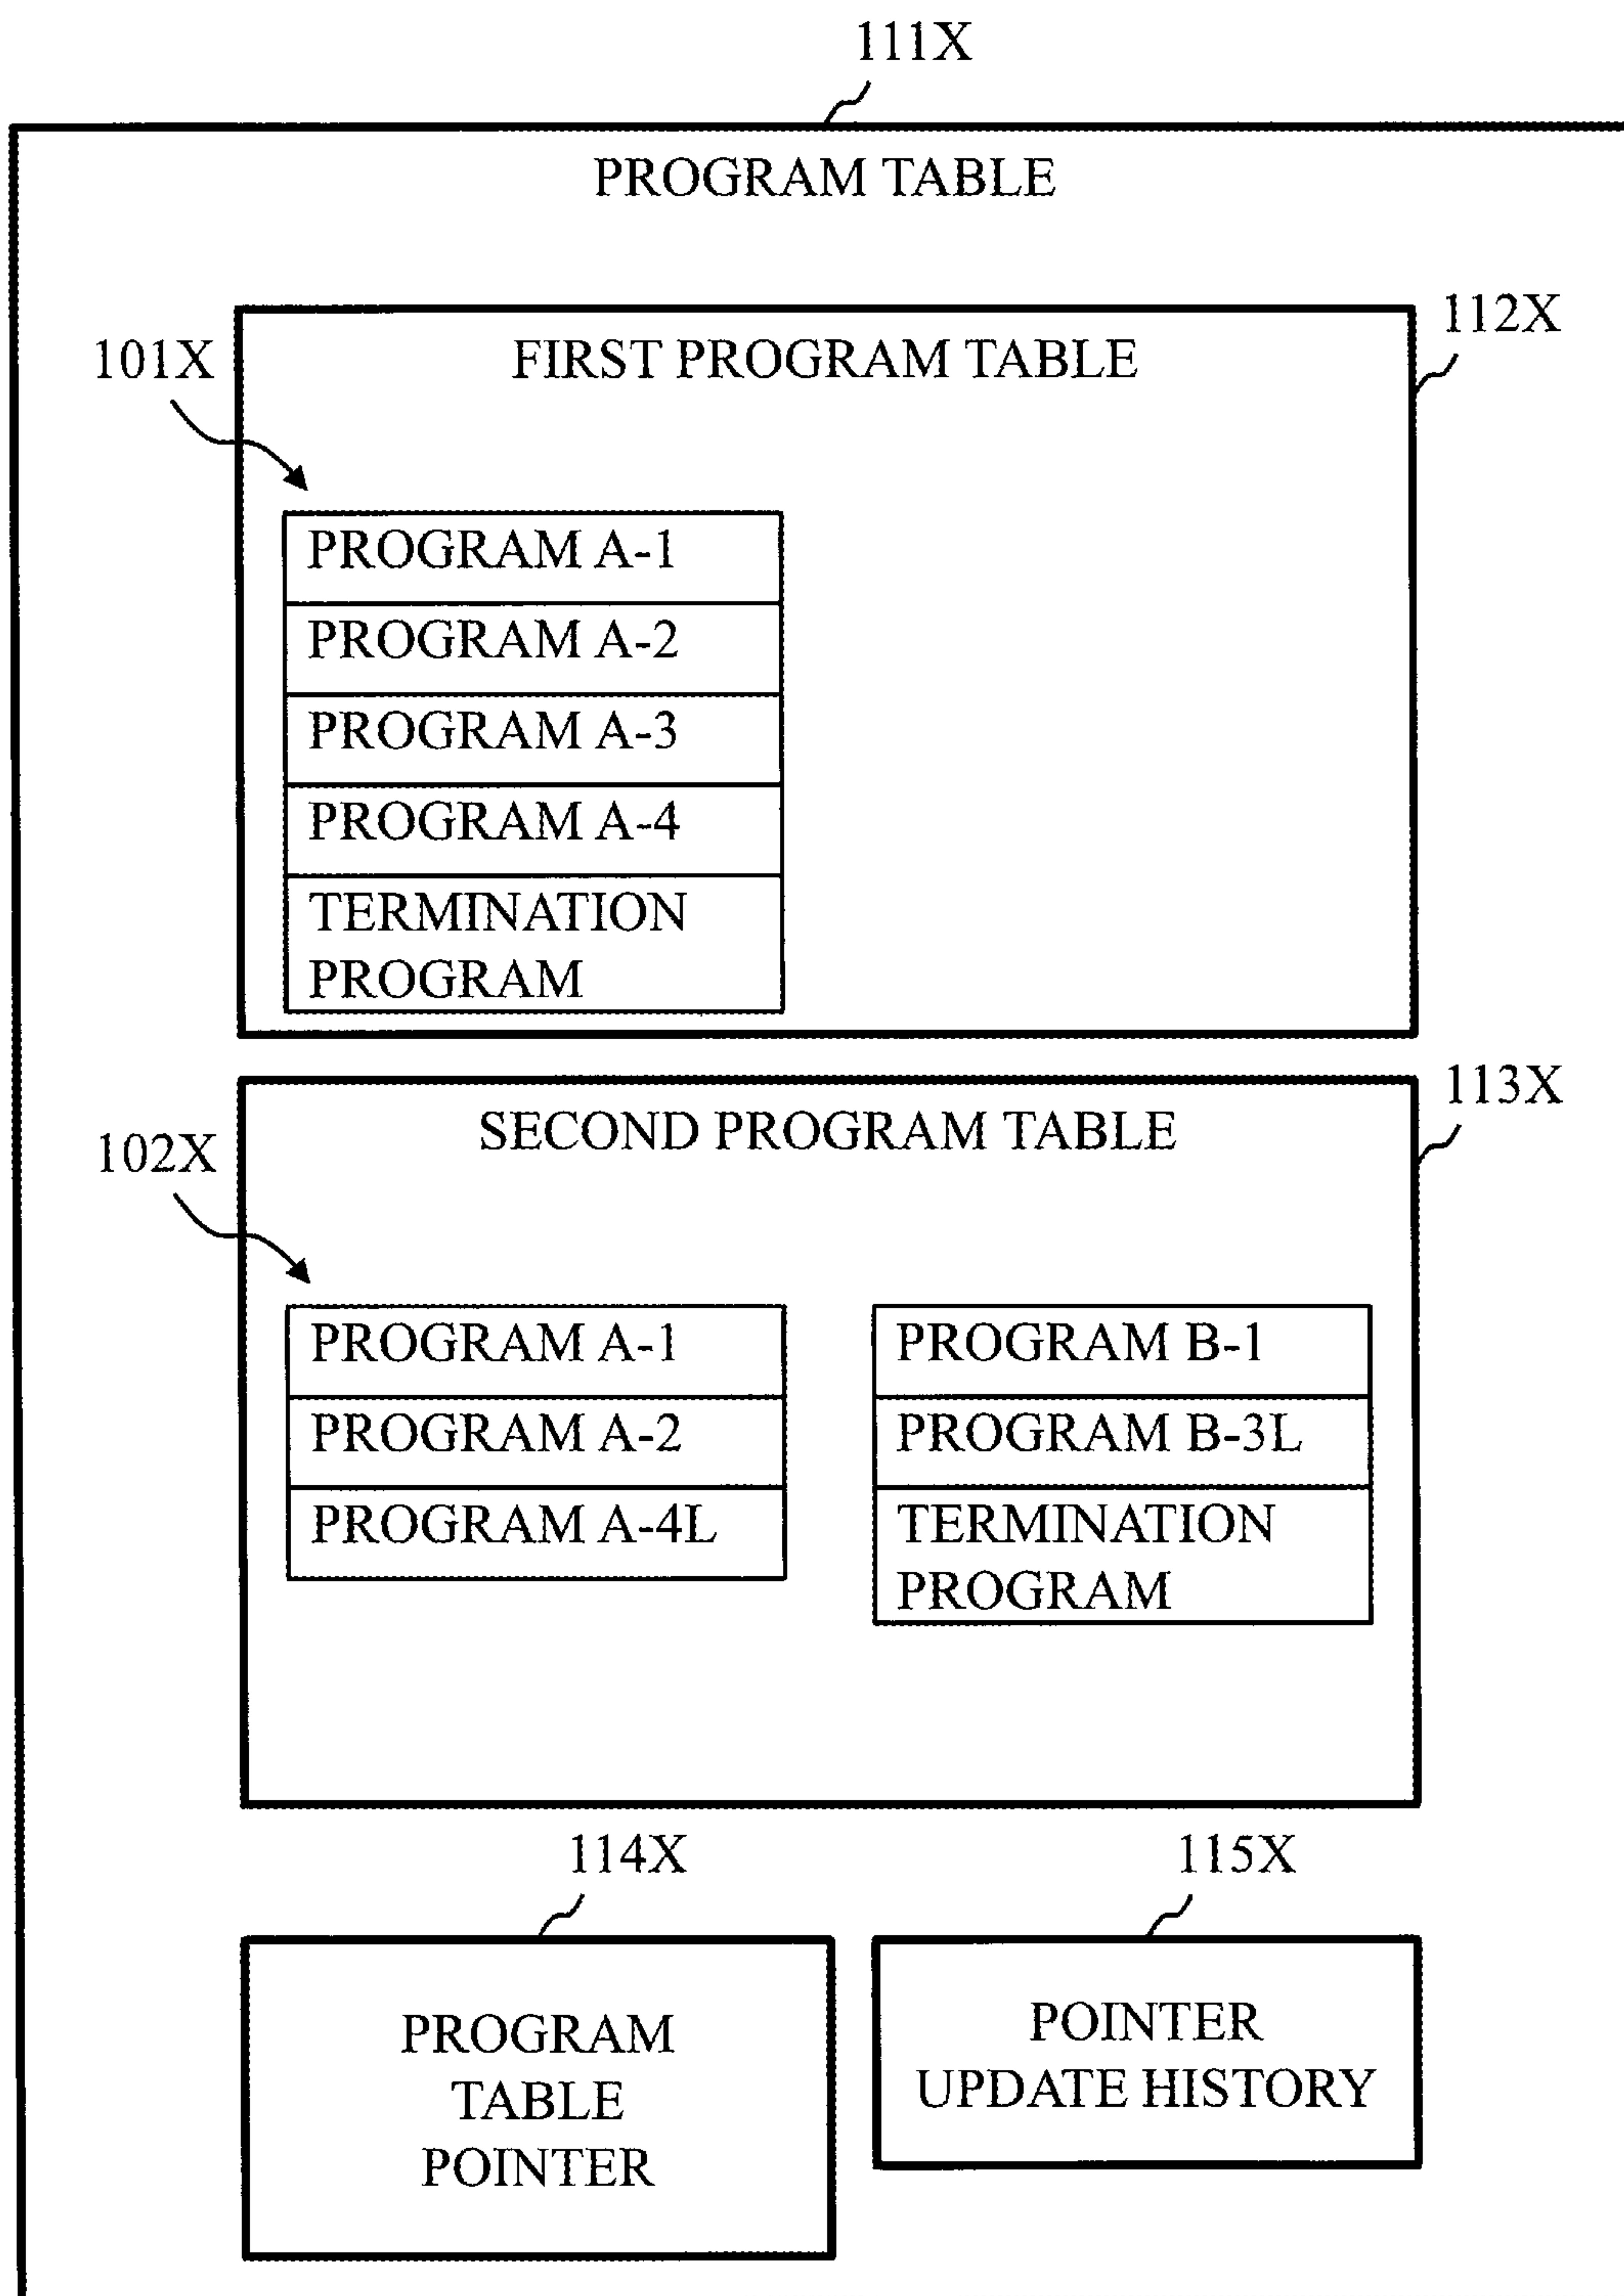 111X
PROGRAM TABLE
112X
101X
FIRST PROGRAM TABLE
PROGRAM A-1
PROGRAM A-2
PROGRAM A-3
PROGRAM A-4
TERMINATION
PROGRAM
113X
102X
SECOND PROGRAM TABLE
PROGRAM A-1
PROGRAM A-2
PROGRAM A-4L
PROGRAM B-1
PROGRAM B-3L
TERMINATION
PROGRAM
114X
PROGRAM
TABLE
POINTER
115X
POINTER
UPDATE HISTORY